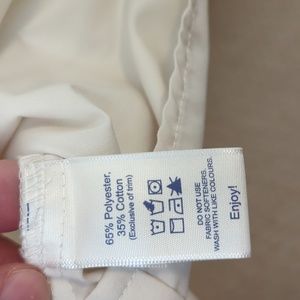 65% Polyester,
35% Cotton
(Exclusive of trim)
DO NOT USE
FABRIC SOFTENERS.
WASH WITH LIKE COLOURS.
Enjoy!